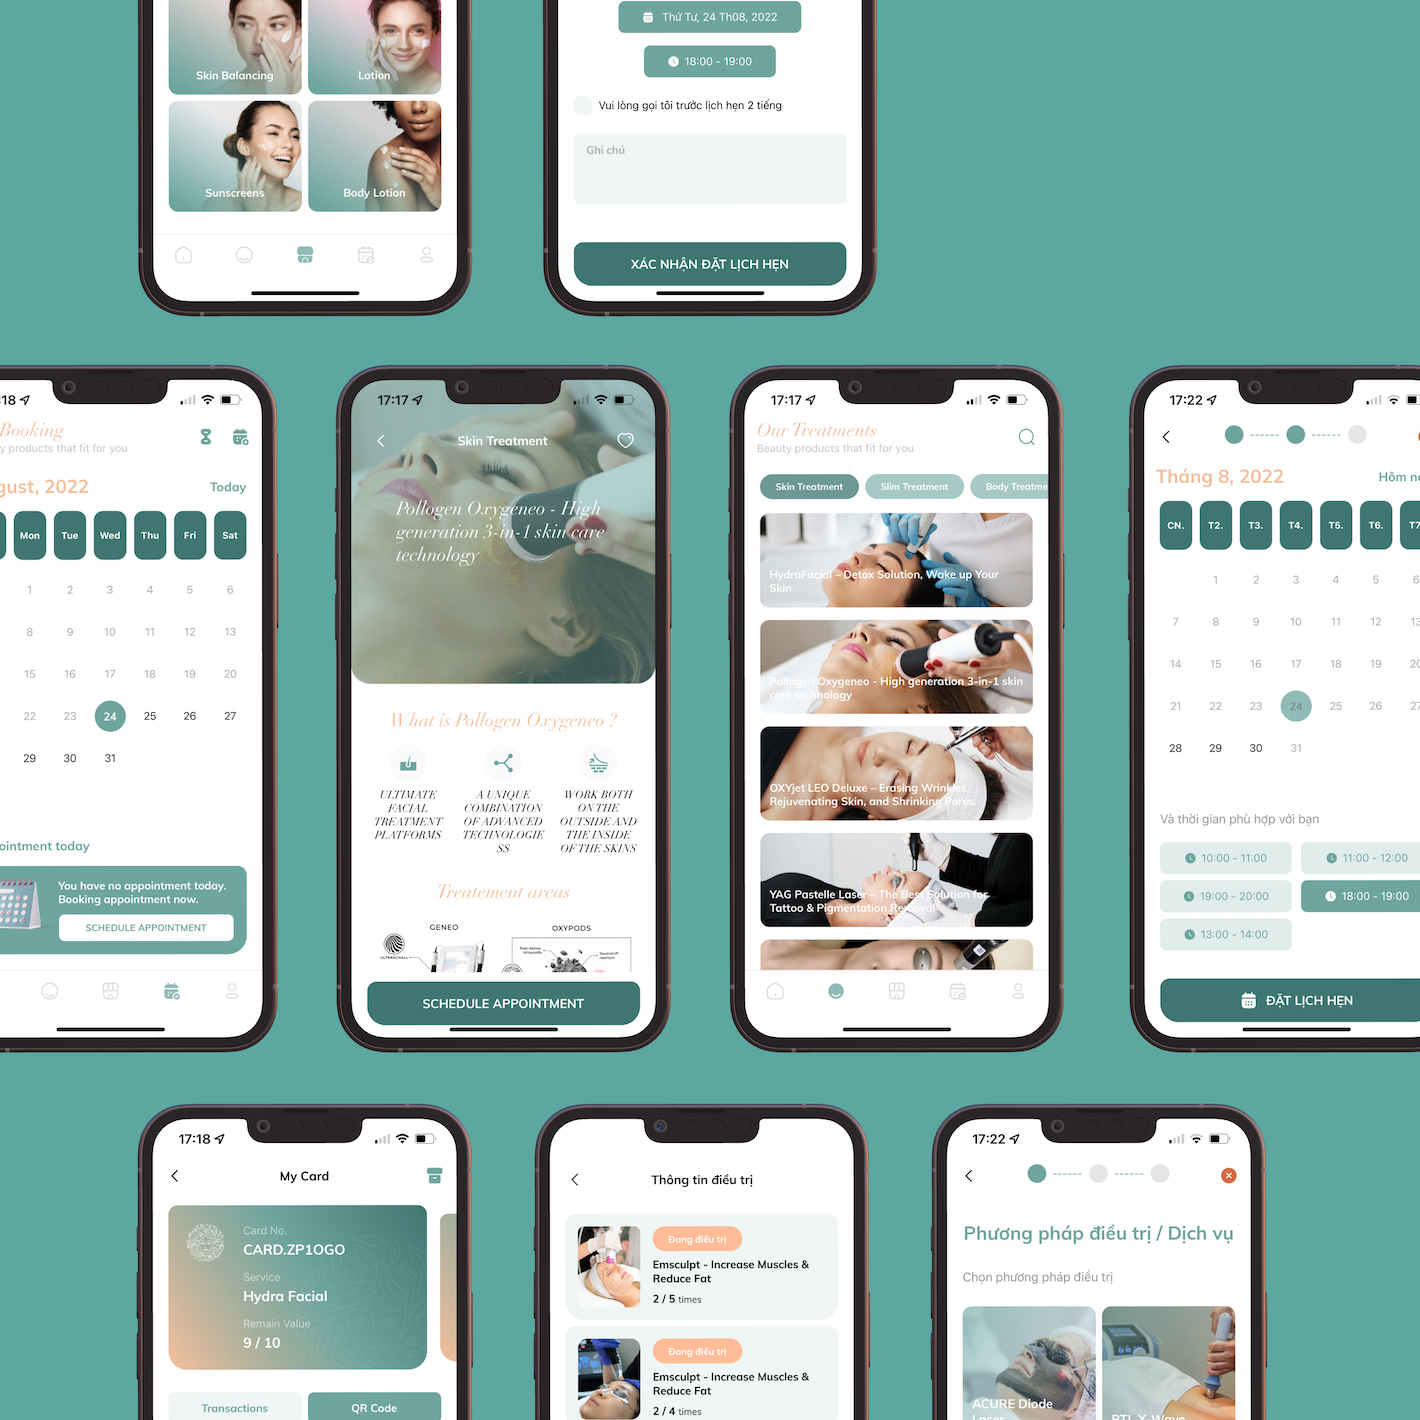 Skin Balancing
Lotion
Sunscreens
Body Lotion
Thứ Tư, 24 Th08, 2022
18:00 - 19:00
Vui lòng gọi tôi trước lịch hẹn 2 tiếng
Ghi chú
XÁC NHẬN ĐẶT LỊCH HẸN
:18
Booking
y products that fit for you
gust, 2022
Today
Mon Tue Wed Thu Fri Sat
1 2 3 4 5 6
8 9 10 11 12 13
15 16 17 18 19 20
22 23 24 25 26 27
29 30 31
ointment today
You have no appointment today.
Booking appointment now.
SCHEDULE APPOINTMENT
17:17
Skin Treatment
Pollogen Oxygeneo - High
generation 3-in-1 skin care
technology
What is Pollogen Oxygeneo ?
ULTIMATE
FACIAL
TREATMENT
PLATFORMS
A UNIQUE
COMBINATION
OF ADVANCED
TECHNOLOGIE
SS
WORK BOTH
ON THE
OUTSIDE AND
THE INSIDE
OF THE SKINS
Treatement areas
GENEO
OXYPODS
ULTRASCHALL
SCHEDULE APPOINTMENT
17:17
Our Treatments
Beauty products that fit for you
Skin Treatment
Slim Treatment
Body Treatme
HydraFacial – Detox Solution, Wake up Your
Skin
Pollogen Oxygeneo - High generation 3-in-1 skin
care technology
OXYjet LEO Deluxe – Erasing Wrinkles,
Rejuvenating Skin, and Shrinking Pores.
YAG Pastelle Laser – The Best Solution for
Tattoo & Pigmentation Removal
17:22
Tháng 8, 2022
Hôm n
CN. T2. T3. T4. T5. T6. T7
1 2 3 4 5 6
7 8 9 10 11 12 13
14 15 16 17 18 19 20
21 22 23 24 25 26 27
28 29 30 31
Và thời gian phù hợp với bạn
10:00 - 11:00
11:00 - 12:00
19:00 - 20:00
18:00 - 19:00
13:00 - 14:00
ĐẶT LỊCH HẸN
17:18
My Card
Card No.
CARD.ZP1OGO
Service
Hydra Facial
Remain Value
9 / 10
Transactions
QR Code
Thông tin điều trị
Đang điều trị
Emsculpt - Increase Muscles &
Reduce Fat
2 / 5 times
Đang điều trị
Emsculpt - Increase Muscles &
Reduce Fat
2 / 4 times
17:22
Phương pháp điều trị / Dịch vụ
Chọn phương pháp điều trị
ACURE Diode
Laser
BTL X-Wave